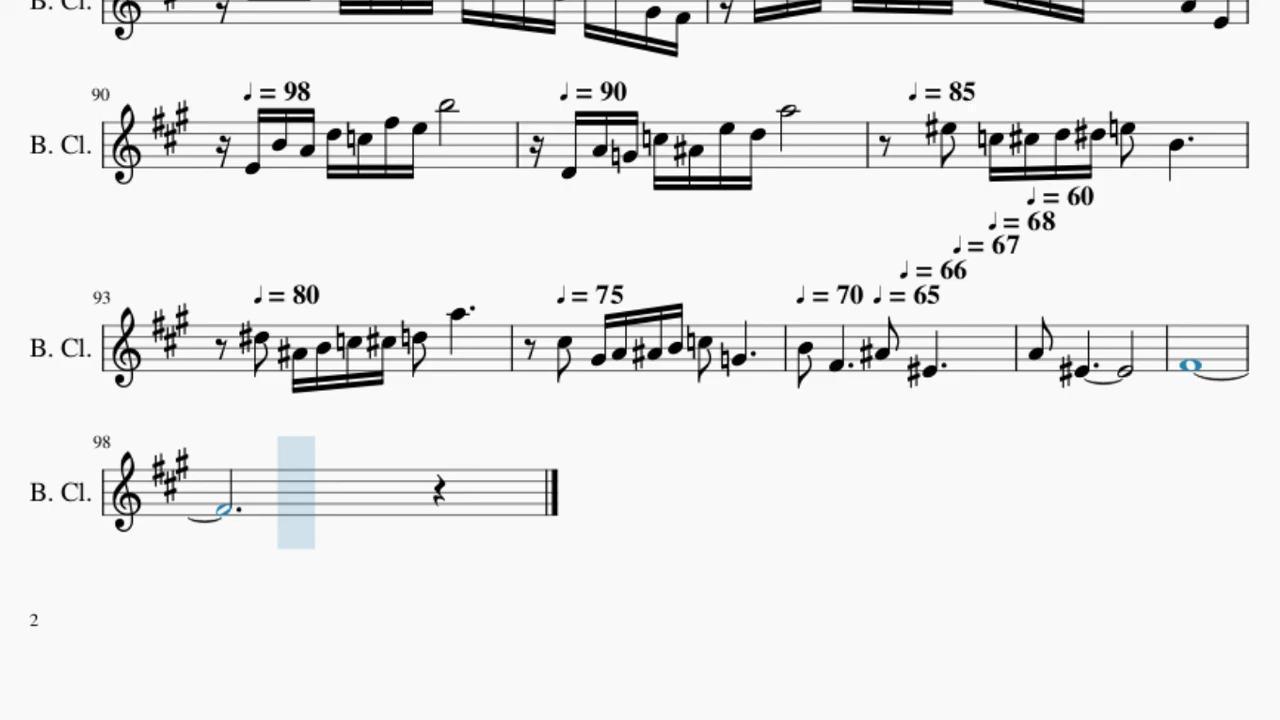 B. Cl.
90
♩ = 98 ♩ = 90 ♩ = 85
B. Cl.
♩ = 60
♩ = 68
♩ = 67
♩ = 66
93
♩ = 80 ♩ = 75 ♩ = 70 ♩ = 65
B. Cl.
98
B. Cl.
2